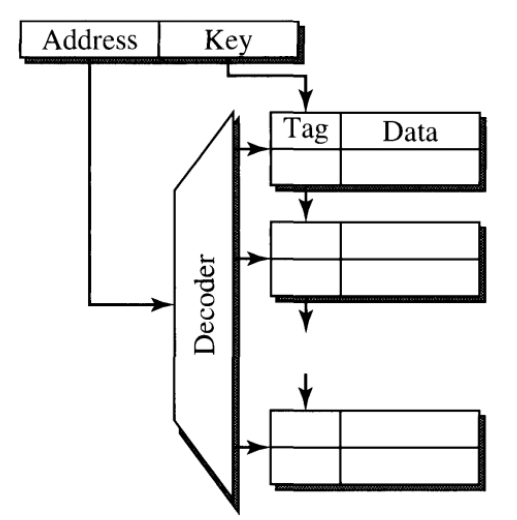 Address Key
Tag Data
Decoder